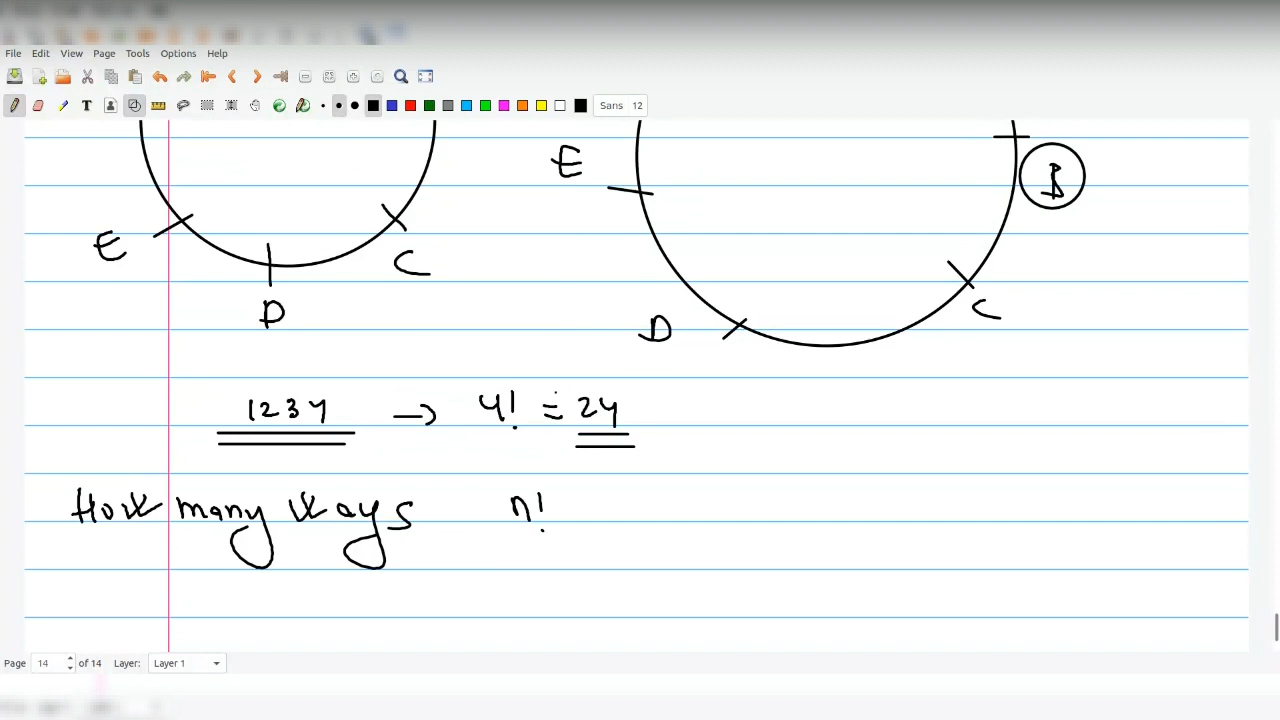 File Edit View Page Tools Options Help
Sans 12
E
B
E
C
D
C
D
1234 → 4! = 24
How many ways n!
Page 14 of 14 Layer: Layer 1